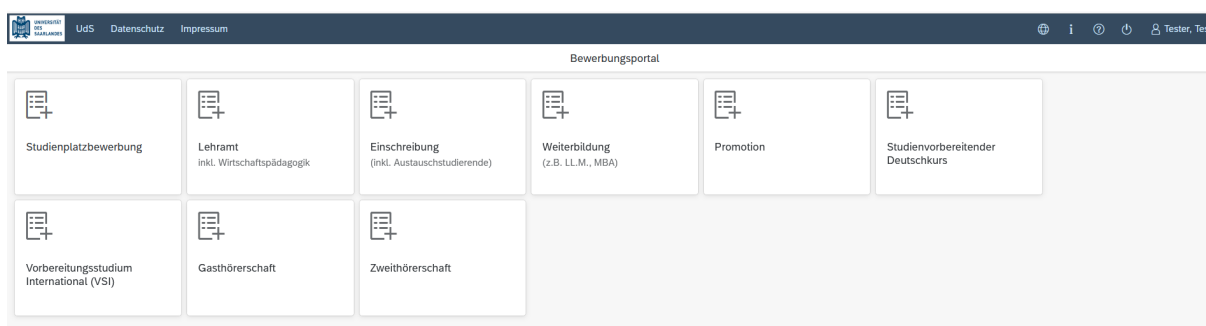 UNIVERSITÄT
DES
SAARLANDES
UdS Datenschutz Impressum
i ? Tester, Tes
Bewerbungsportal
Studienplatzbewerbung
Lehramt
inkl. Wirtschaftspädagogik
Einschreibung
(inkl. Austauschstudierende)
Weiterbildung
(z.B. LL.M., MBA)
Promotion
Studienvorbereitender
Deutschkurs
Vorbereitungsstudium
International (VSI)
Gasthörerschaft
Zweithörerschaft